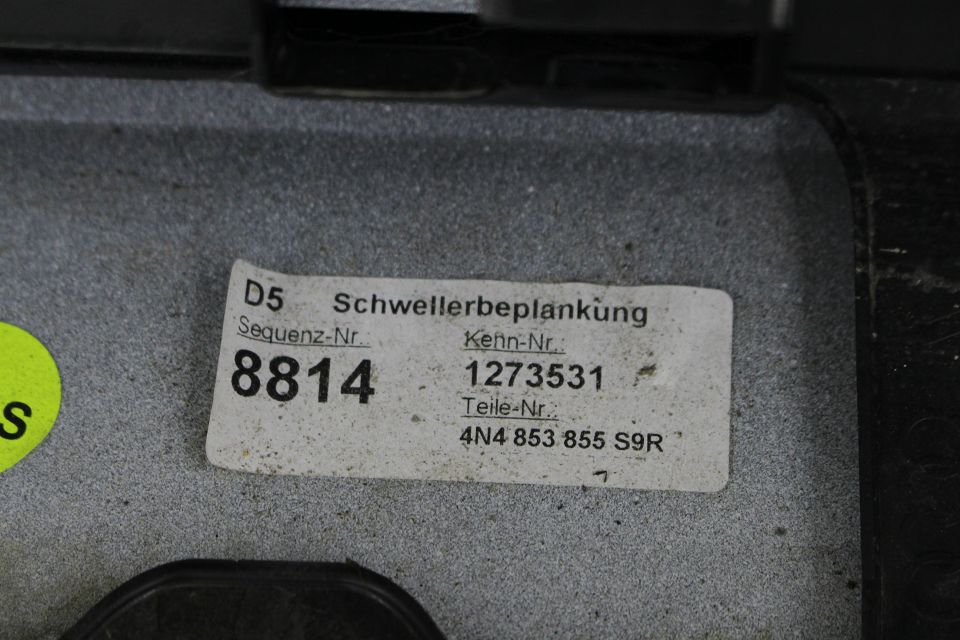 D5 Schwellerbeplankung
Sequenz-Nr.: Kenn-Nr.:
8814 1273531
Teile-Nr.:
4N4 853 855 S9R
S